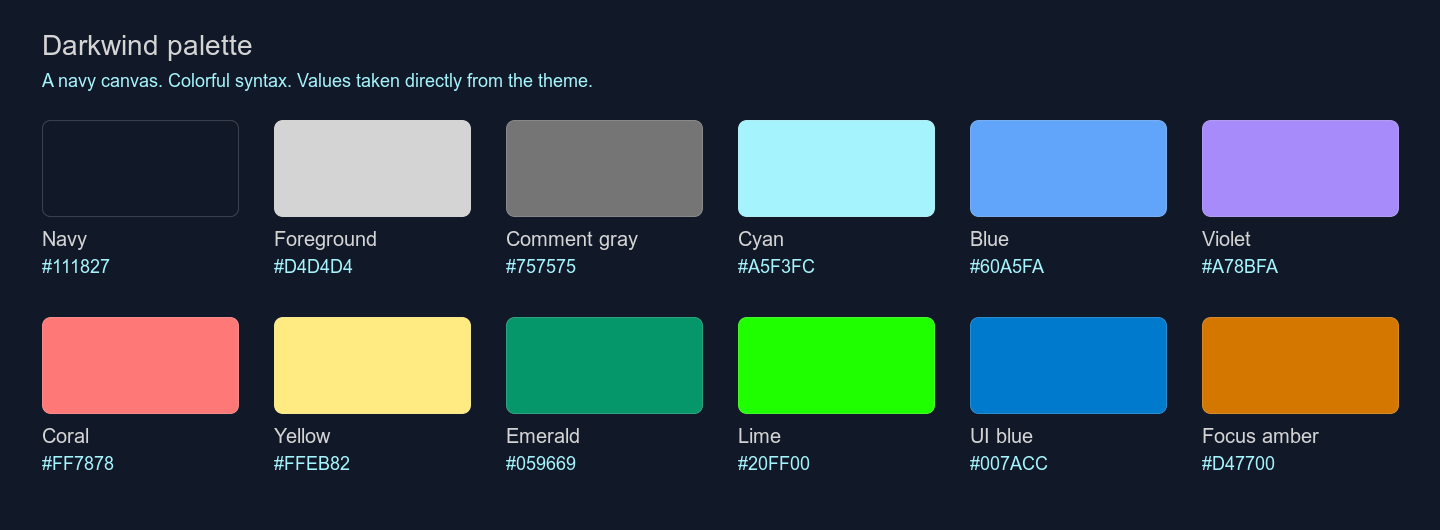 Darkwind palette
A navy canvas. Colorful syntax. Values taken directly from the theme.
Navy
#111827
Foreground
#D4D4D4
Comment gray
#757575
Cyan
#A5F3FC
Blue
#60A5FA
Violet
#A78BFA
Coral
#FF7878
Yellow
#FFEB82
Emerald
#059669
Lime
#20FF00
UI blue
#007ACC
Focus amber
#D47700